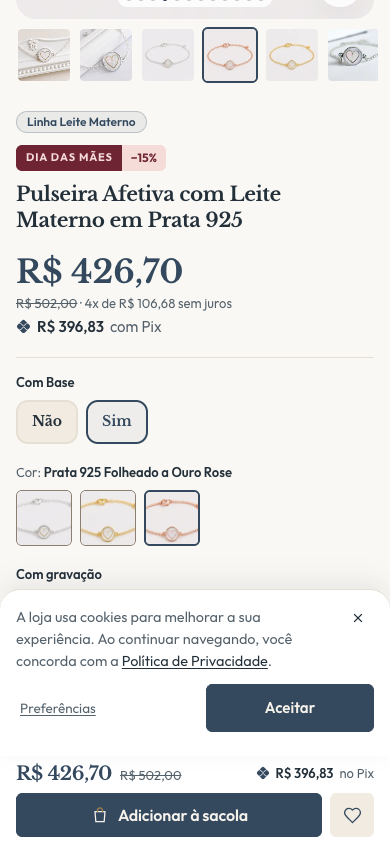 Linha Leite Materno
DIA DAS MÃES −15%
Pulseira Afetiva com Leite
Materno em Prata 925
R$ 426,70
R$ 502,00 · 4x de R$ 106,68 sem juros
R$ 396,83 com Pix
Com Base
Não Sim
Cor: Prata 925 Folheado a Ouro Rose
Com gravação
A loja usa cookies para melhorar a sua
experiência. Ao continuar navegando, você
concorda com a Política de Privacidade.
Preferências Aceitar
R$ 426,70 R$ 502,00 R$ 396,83 no Pix
Adicionar à sacola